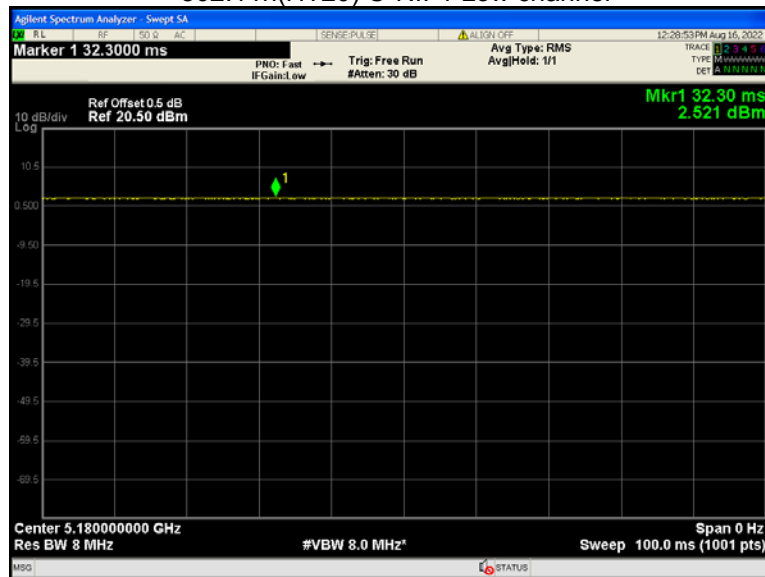 Agilent Spectrum Analyzer - Swept SA
RL RF 50 Ω AC SENSE:PULSE ALIGN OFF 12:28:53PM Aug 16, 2022
Marker 1 32.3000 ms
PNO: Fast Trig: Free Run Avg Type: RMS TRACE 1 2 3 4 5
IFGain:Low #Atten: 30 dB Avg|Hold: 1/1 TYPE M
DET A N N N N N
Ref Offset 0.5 dB Mkr1 32.30 ms
10 dB/div Ref 20.50 dBm 2.521 dBm
Log
10.5
1
0.500
-9.50
-19.5
-29.5
-39.5
-49.5
-59.5
-69.5
Center 5.180000000 GHz Span 0 Hz
Res BW 8 MHz #VBW 8.0 MHz* Sweep 100.0 ms (1001 pts)
MSG STATUS